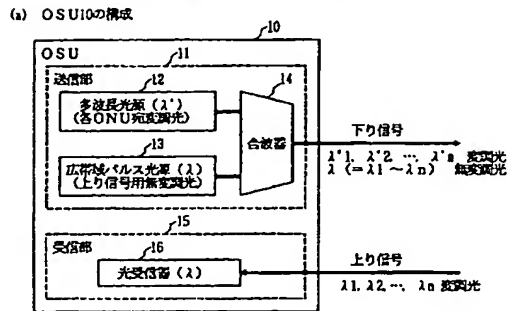 (a) OSU10の構成
10
OSU
11
送信部
12
多波長光源(λ')
(各ONU宛変調光)
14
合波器
13
広帯域パルス光源(λ)
(上り信号用無変調光)
下り信号
λ'1, λ'2, …, λ'n 変調光
λ (=λ1～λn) 無変調光
15
受信部
16
光受信器(λ)
上り信号
λ1, λ2, …, λn 変調光